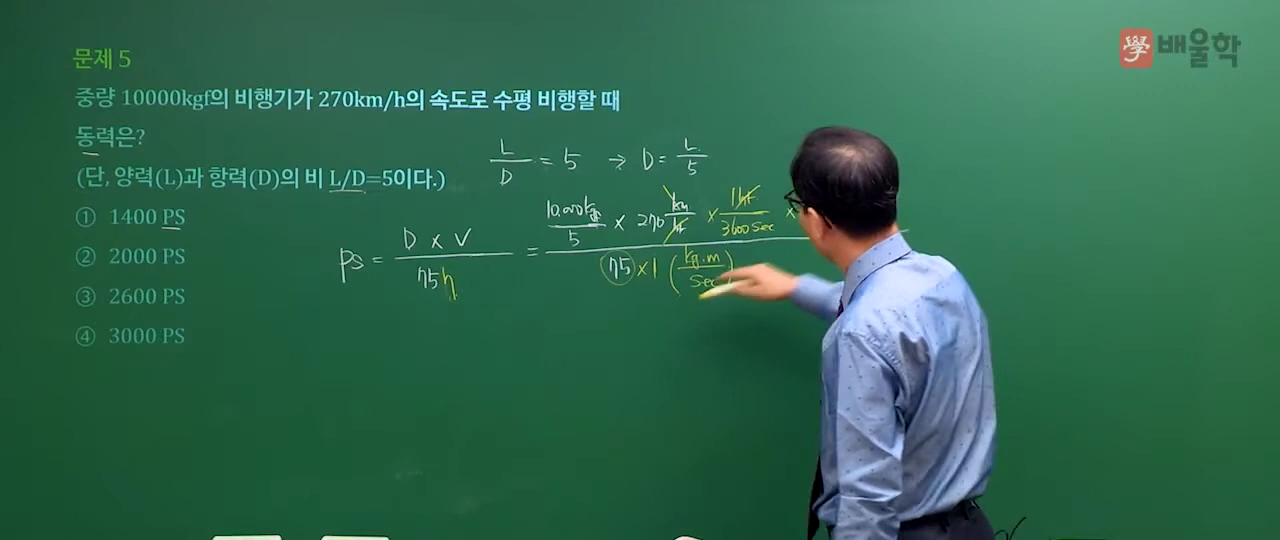 學 배울학
문제 5
중량 10000kgf의 비행기가 270km/h의 속도로 수평 비행할 때
동력은?
(단, 양력(L)과 항력(D)의 비 L/D=5이다.)
① 1400 PS
② 2000 PS
③ 2600 PS
④ 3000 PS
L/D = 5 → D = L/5
PS = D × V / 75η = 10,000kgf/5 × 270 km/hr × 1hr/3600sec × / 75 × 1 (kg.m/sec)